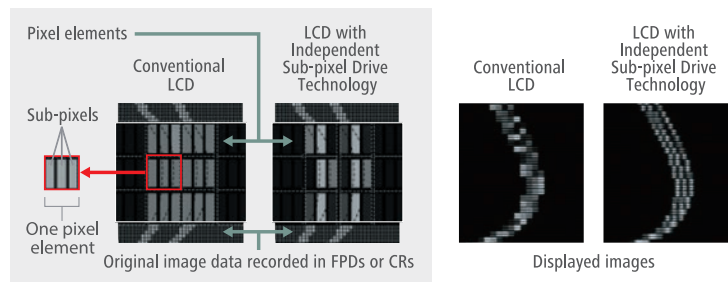 Pixel elements
LCD with
Independent
Sub-pixel Drive
Technology
Conventional
LCD
Sub-pixels
One pixel
element
Original image data recorded in FPDs or CRs
Conventional
LCD
LCD with
Independent
Sub-pixel Drive
Technology
Displayed images